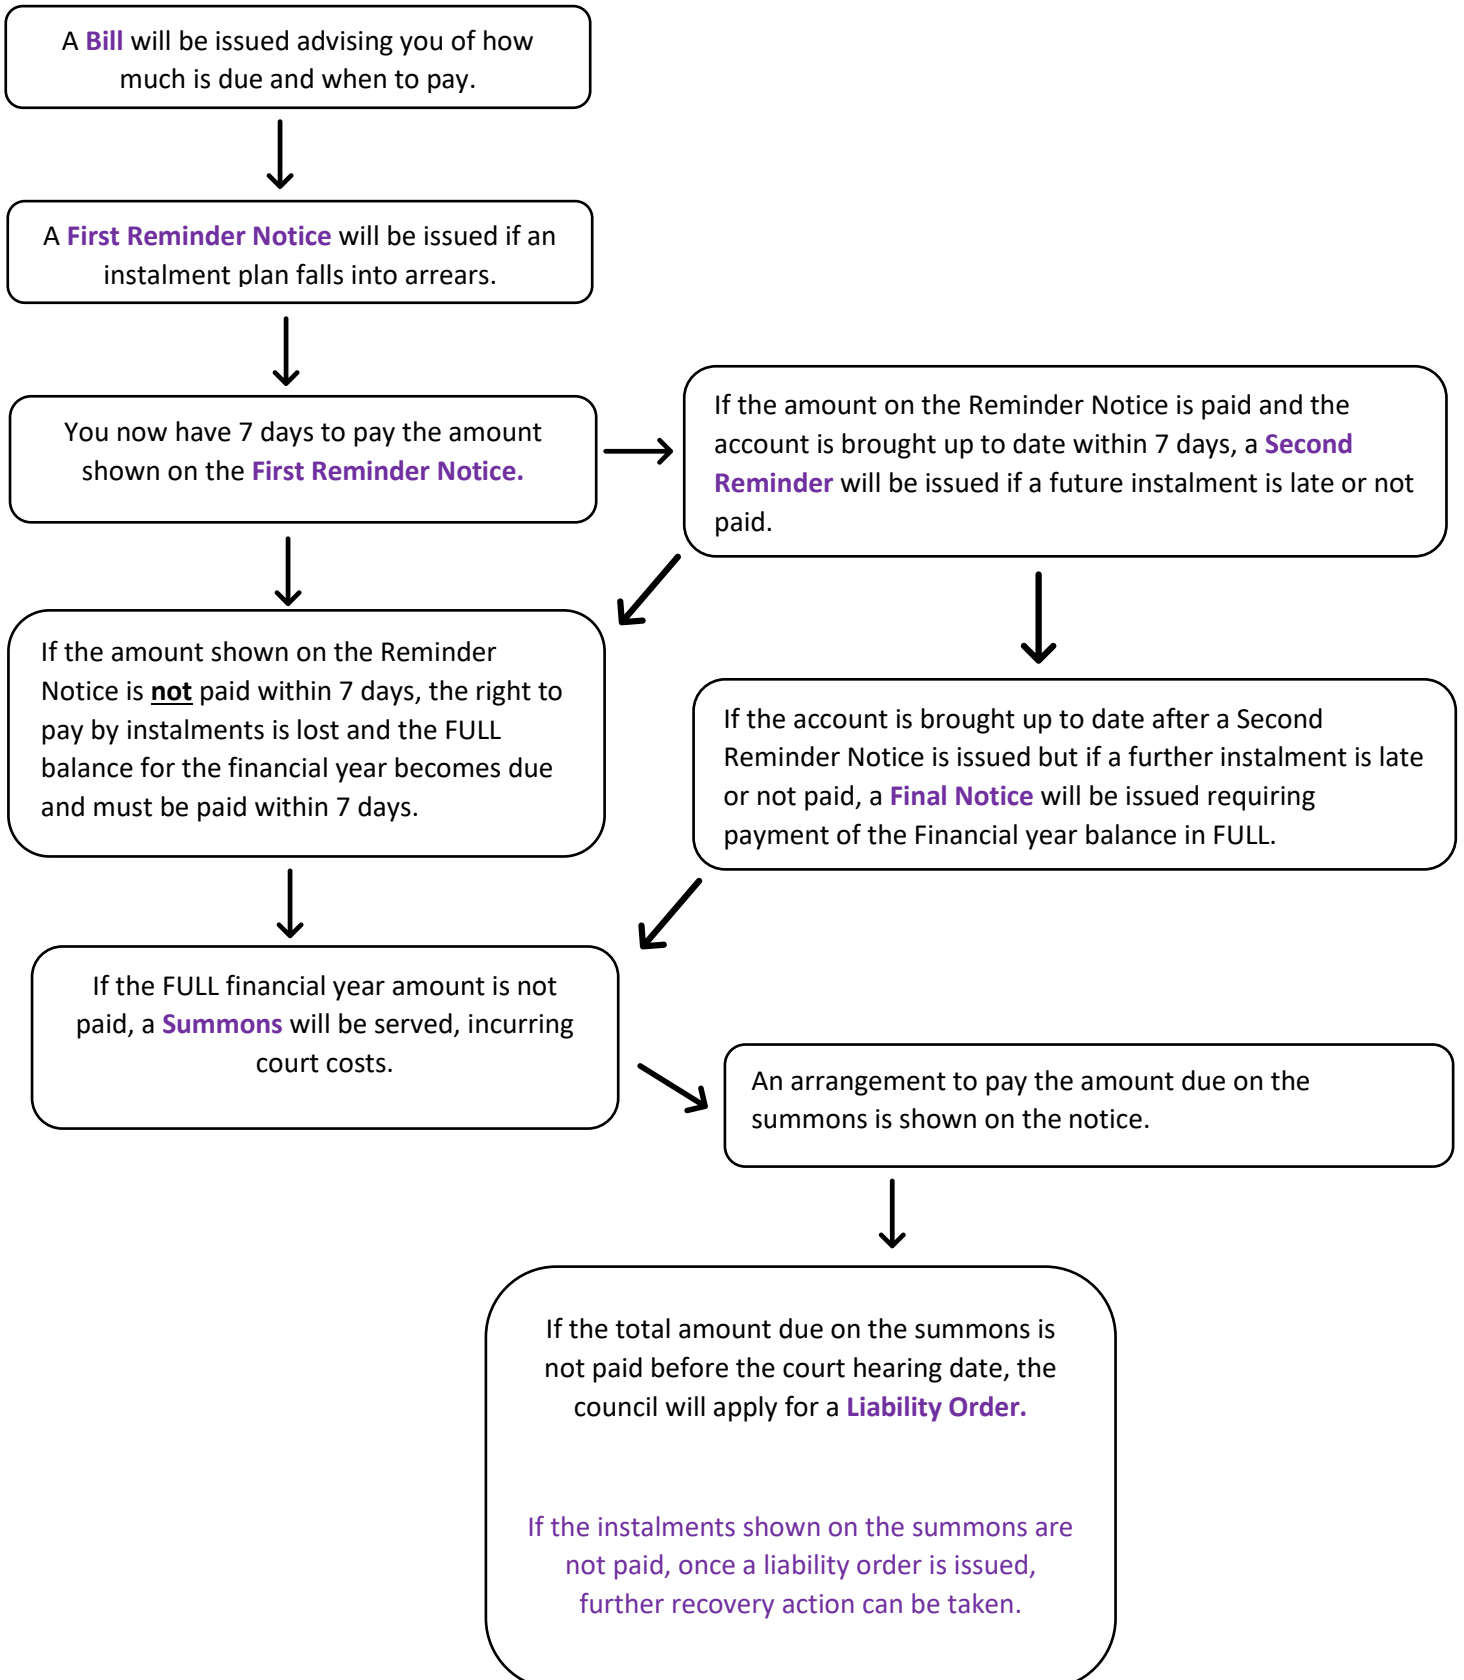 A Bill will be issued advising you of how
much is due and when to pay.
A First Reminder Notice will be issued if an
instalment plan falls into arrears.
You now have 7 days to pay the amount
shown on the First Reminder Notice.
If the amount on the Reminder Notice is paid and the
account is brought up to date within 7 days, a Second
Reminder will be issued if a future instalment is late or not
paid.
If the amount shown on the Reminder
Notice is not paid within 7 days, the right to
pay by instalments is lost and the FULL
balance for the financial year becomes due
and must be paid within 7 days.
If the account is brought up to date after a Second
Reminder Notice is issued but if a further instalment is late
or not paid, a Final Notice will be issued requiring
payment of the Financial year balance in FULL.
If the FULL financial year amount is not
paid, a Summons will be served, incurring
court costs.
An arrangement to pay the amount due on the
summons is shown on the notice.
If the total amount due on the summons is
not paid before the court hearing date, the
council will apply for a Liability Order.
If the instalments shown on the summons are
not paid, once a liability order is issued,
further recovery action can be taken.